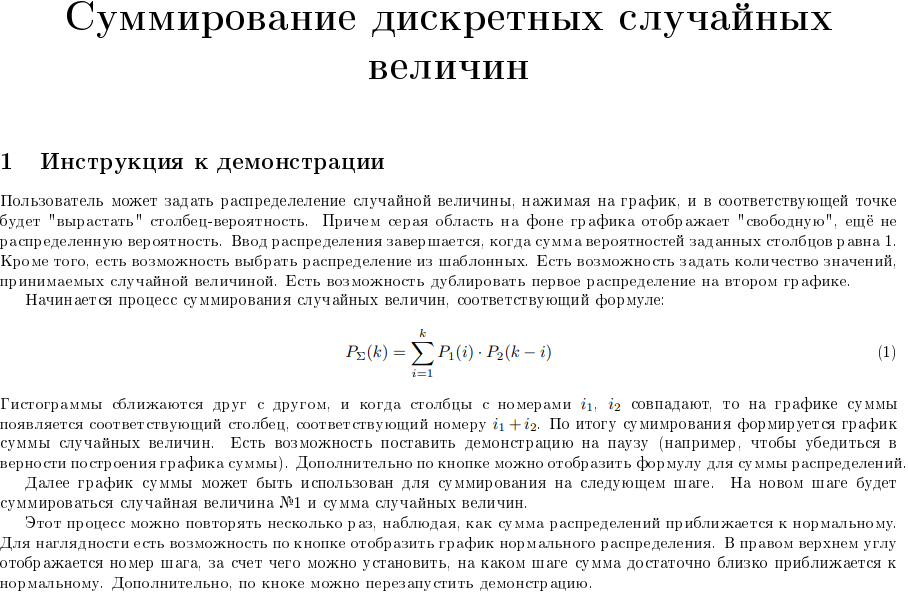 Суммирование дискретных случайных
величин
1 Инструкция к демонстрации
Пользователь может задать распределеление случайной величины, нажимая на график, и в соответствующей точке
будет "вырастать" столбец-вероятность. Причем серая область на фоне графика отображает "свободную", ещё не
распределенную вероятность. Ввод распределения завершается, когда сумма вероятностей заданных столбцов равна 1.
Кроме того, есть возможность выбрать распределение из шаблонных. Есть возможность задать количество значений,
принимаемых случайной величиной. Есть возможность дублировать первое распределение на втором графике.
Начинается процесс суммирования случайных величин, соответствующий формуле:
P_Σ(k) = ∑_{i=1}^{k} P_1(i) · P_2(k − i) (1)
Гистограммы сближаются друг с другом, и когда столбцы с номерами i_1, i_2 совпадают, то на графике суммы
появляется соответствующий столбец, соответствующий номеру i_1 + i_2. По итогу сумимрования формируется график
суммы случайных величин. Есть возможность поставить демонстрацию на паузу (например, чтобы убедиться в
верности построения графика суммы). Дополнительно по кнопке можно отобразить формулу для суммы распределений.
Далее график суммы может быть использован для суммирования на следующем шаге. На новом шаге будет
суммироваться случайная величина №1 и сумма случайных величин.
Этот процесс можно повторять несколько раз, наблюдая, как сумма распределений приближается к нормальному.
Для наглядности есть возможность по кнопке отобразить график нормального распределения. В правом верхнем углу
отображается номер шага, за счет чего можно установить, на каком шаге сумма достаточно близко приближается к
нормальному. Дополнительно, по кноке можно перезапустить демонстрацию.